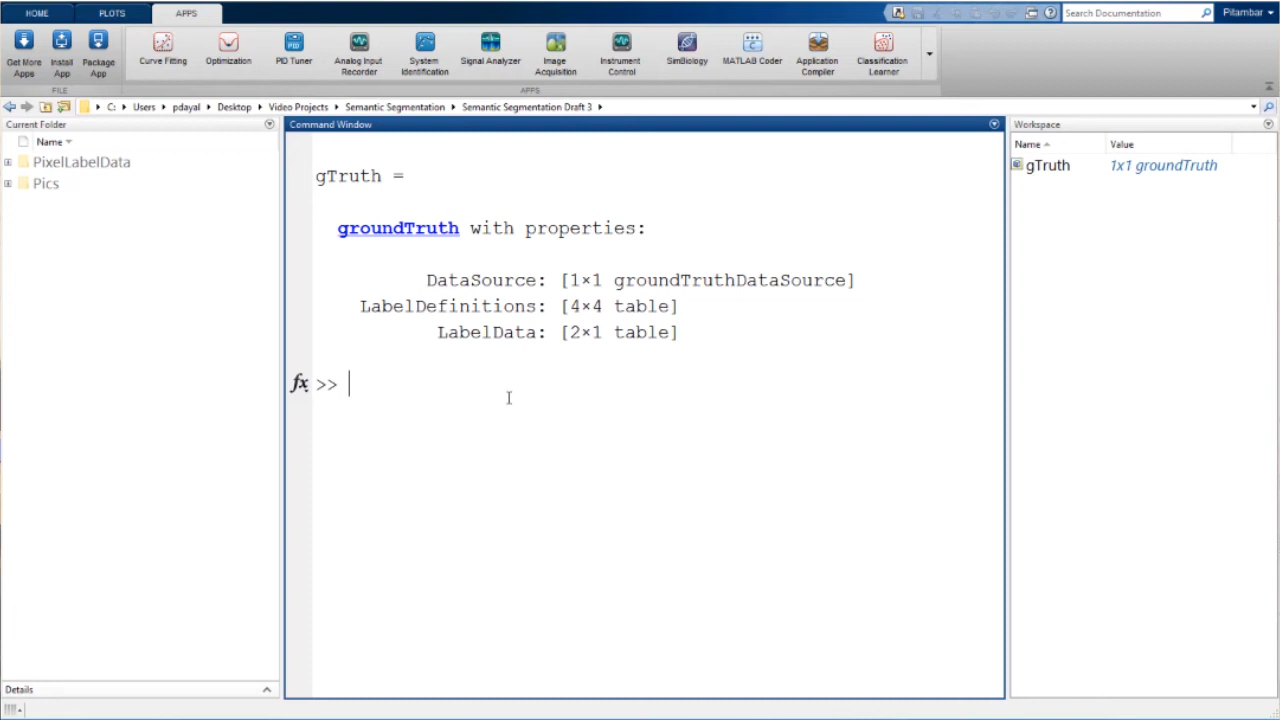 HOME PLOTS APPS
Search Documentation
Pitambar
Get More Apps
Install App
Package App
Curve Fitting
Optimization
PID
PID Tuner
Analog Input Recorder
System Identification
Signal Analyzer
Image Acquisition
Instrument Control
SimBiology
MATLAB Coder
Application Compiler
Classification Learner
FILE
APPS
C: Users pdayal Desktop Video Projects Semantic Segmentation Semantic Segmentation Draft 3
Current Folder
Name
PixelLabelData
Pics
Details
Command Window
gTruth =
groundTruth with properties:
DataSource: [1×1 groundTruthDataSource]
LabelDefinitions: [4×4 table]
LabelData: [2×1 table]
fx >>
Workspace
Name Value
gTruth 1x1 groundTruth